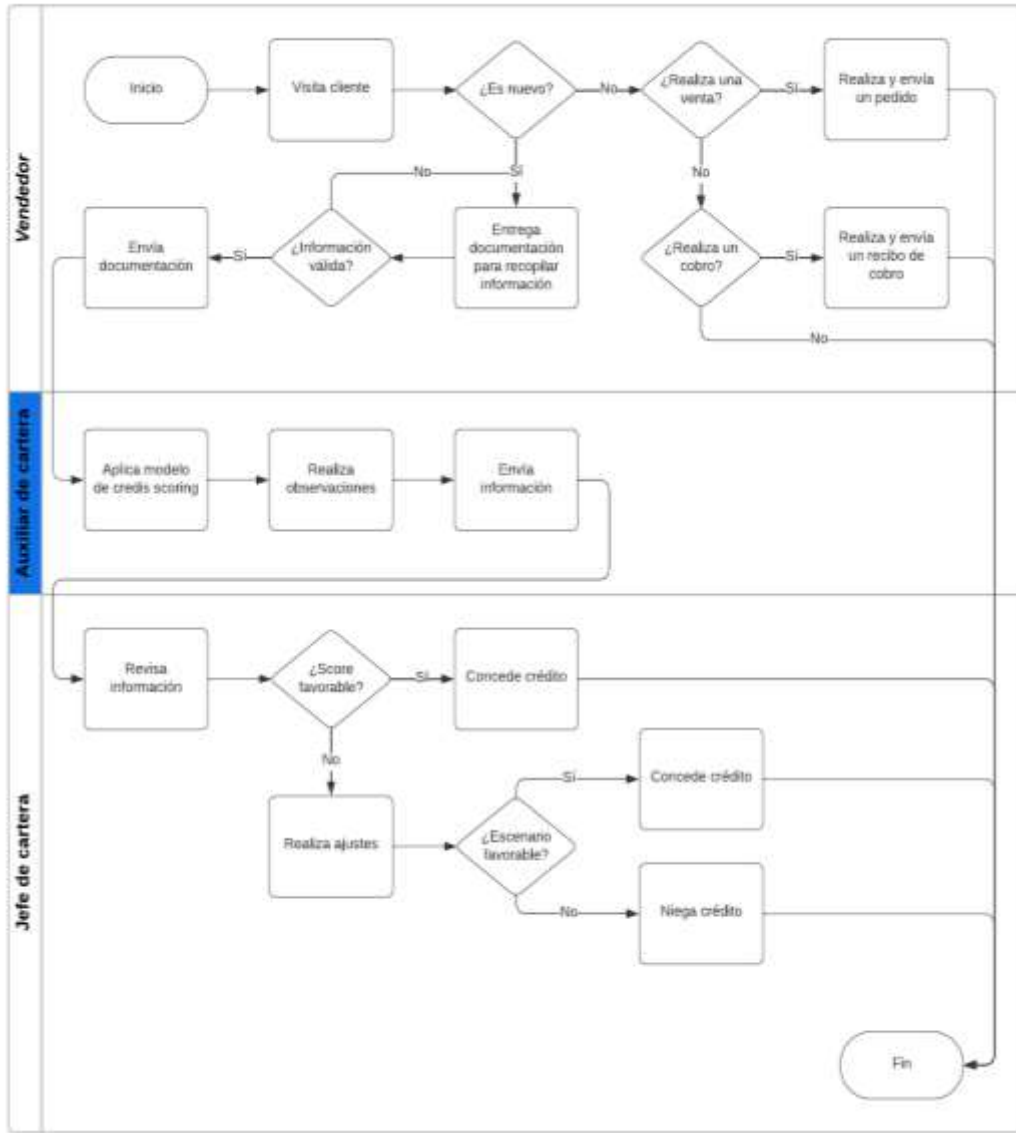 Vendedor
Inicio
Visita cliente
¿Es nuevo?
No
¿Realiza una
venta?
Sí
Realiza y envía
un pedido
No
Sí
No
Envía
documentación
Sí
¿Información
válida?
Entrega
documentación
para recopilar
información
¿Realiza un
cobro?
Sí
Realiza y envía
un recibo de
cobro
No
Auxiliar de cartera
Aplica modelo
de credis scoring
Realiza
observaciones
Envía
información
Jefe de cartera
Revisa
información
¿Score
favorable?
Sí
Concede crédito
No
Realiza ajustes
¿Escenario
favorable?
Sí
Concede crédito
No
Niega crédito
Fin